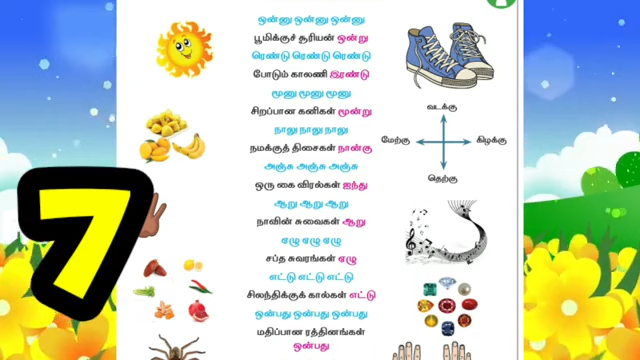 ஒன்னு ஒன்னு ஒன்னு
பூமிக்குச் சூரியன் ஒன்று
ரெண்டு ரெண்டு ரெண்டு
போடும் காலணி இரண்டு
மூனு மூனு மூனு
சிறப்பான கனிகள் மூன்று
நாலு நாலு நாலு
நமக்குத் திசைகள் நான்கு
அஞ்சு அஞ்சு அஞ்சு
ஒரு கை விரல்கள் ஐந்து
ஆறு ஆறு ஆறு
நாவின் சுவைகள் ஆறு
ஏழு ஏழு ஏழு
சப்த சுவரங்கள் ஏழு
எட்டு எட்டு எட்டு
சிலந்திக்குக் கால்கள் எட்டு
ஒன்பது ஒன்பது ஒன்பது
மதிப்பான ரத்தினங்கள்
ஒன்பது
வடக்கு
மேற்கு
கிழக்கு
தெற்கு
7